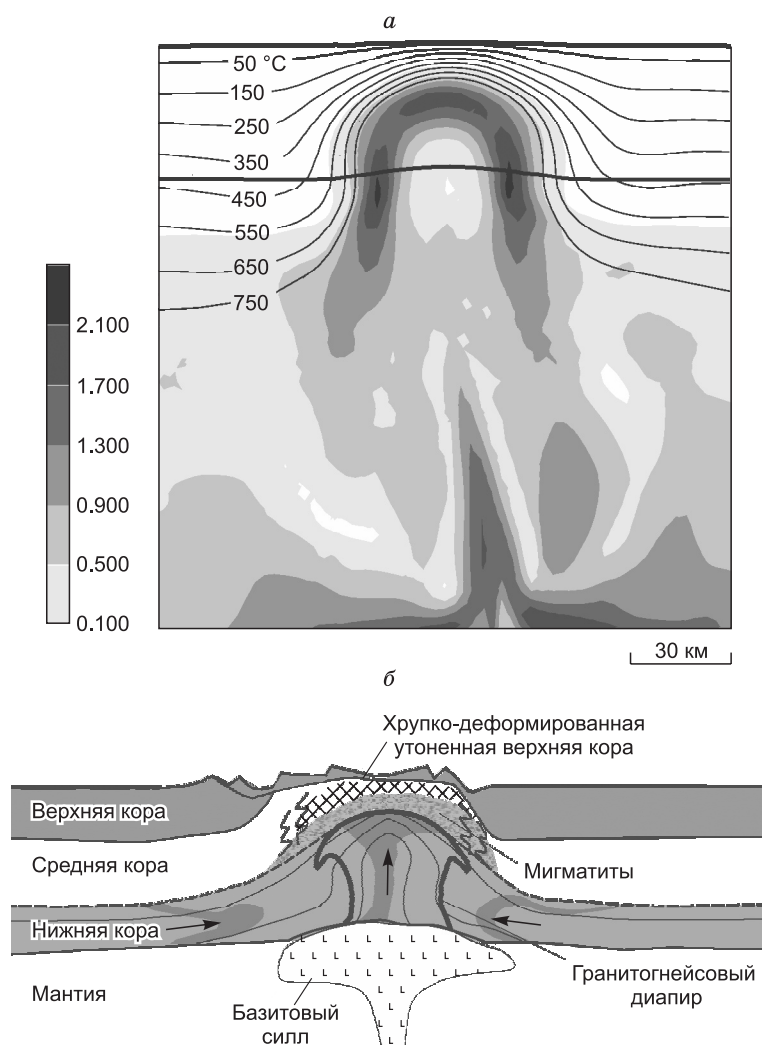 а
50 °C
150
250
350
450
550
650
750
2.100
1.700
1.300
0.900
0.500
0.100
30 км
б
Хрупко-деформированная
утоненная верхняя кора
Верхняя кора
Средняя кора
Мигматиты
Нижняя кора
Гранитогнейсовый
диапир
Мантия
Базитовый
силл